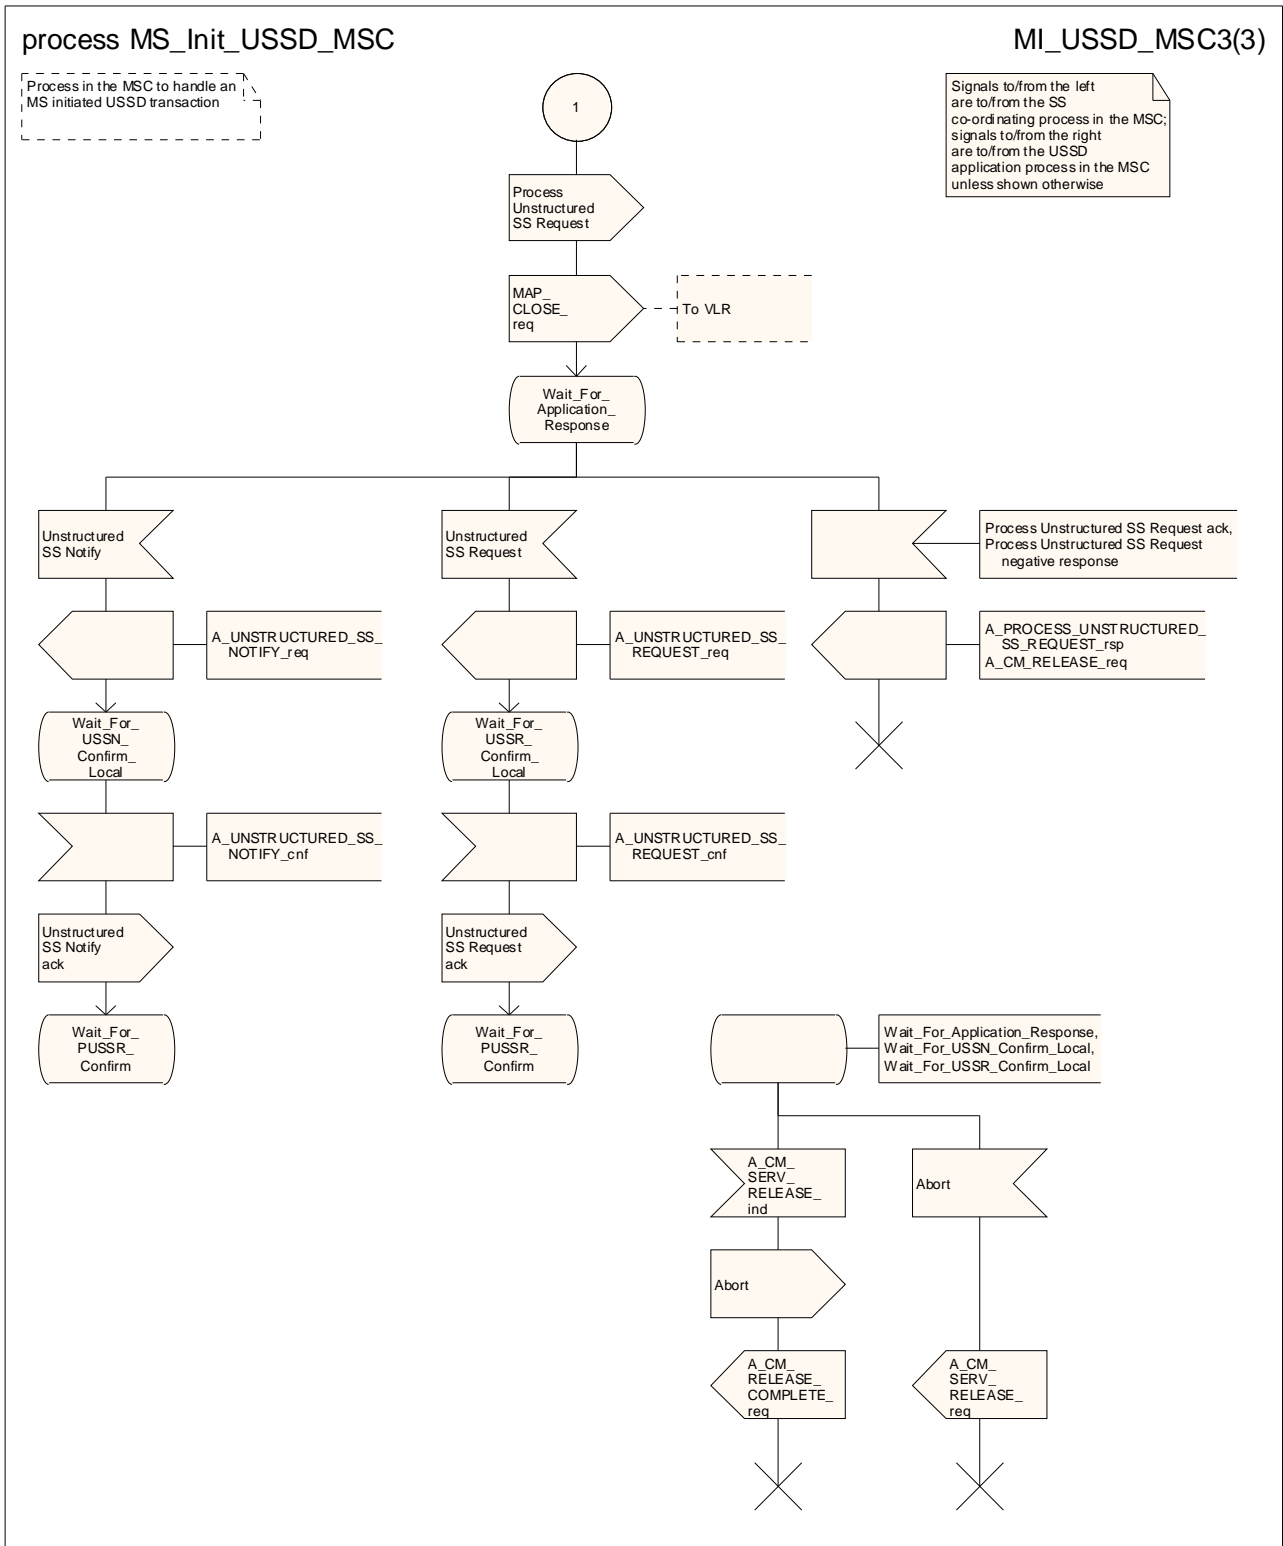 process MS_Init_USSD_MSC
MI_USSD_MSC3(3)
Process in the MSC to handle an
MS initiated USSD transaction
1
Signals to/from the left
are to/from the SS
co-ordinating process in the MSC;
signals to/from the right
are to/from the USSD
application process in the MSC
unless shown otherwise
Process
Unstructured
SS Request
MAP_
CLOSE_
req
To VLR
Wait_For_
Application_
Response
Unstructured
SS Notify
Unstructured
SS Request
Process Unstructured SS Request ack,
Process Unstructured SS Request
negative response
A_UNSTRUCTURED_SS_
NOTIFY_req
A_UNSTRUCTURED_SS_
REQUEST_req
A_PROCESS_UNSTRUCTURED_
SS_REQUEST_rsp
A_CM_RELEASE_req
Wait_For_
USSN_
Confirm_
Local
Wait_For_
USSR_
Confirm_
Local
A_UNSTRUCTURED_SS_
NOTIFY_cnf
A_UNSTRUCTURED_SS_
REQUEST_cnf
Unstructured
SS Notify
ack
Unstructured
SS Request
ack
Wait_For_
PUSSR_
Confirm
Wait_For_
PUSSR_
Confirm
Wait_For_Application_Response,
Wait_For_USSN_Confirm_Local,
Wait_For_USSR_Confirm_Local
A_CM_
SERV_
RELEASE_
ind
Abort
Abort
A_CM_
RELEASE_
COMPLETE_
req
A_CM_
SERV_
RELEASE_
req